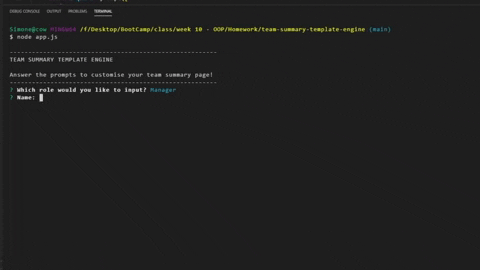 DEBUG CONSOLE OUTPUT PROBLEMS TERMINAL
Simone@cow MINGW64 /f/Desktop/BootCamp/class/week 10 - OOP/Homework/team-summary-template-engine (main)
$ node app.js
--------------------------------------------------------
TEAM SUMMARY TEMPLATE ENGINE
Answer the prompts to customise your team summary page!
--------------------------------------------------------
? Which role would you like to input? Manager
? Name: